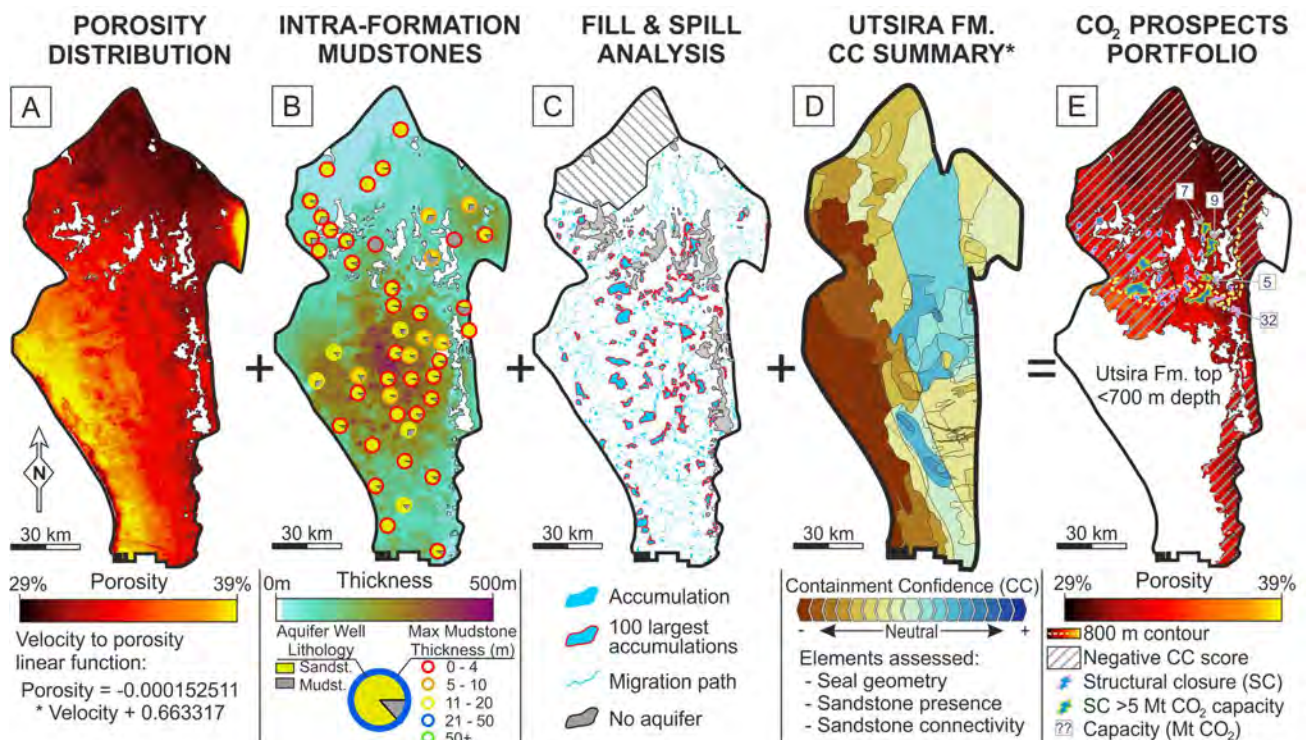 POROSITY
DISTRIBUTION
INTRA-FORMATION
MUDSTONES
FILL & SPILL
ANALYSIS
UTSIRA FM.
CC SUMMARY*
CO₂ PROSPECTS
PORTFOLIO
A
B
C
D
E
7
9
5
32
+
+
+
=
Utsira Fm. top
<700 m depth
N
30 km
30 km
30 km
30 km
30 km
29%
Porosity
39%
Velocity to porosity
linear function:
Porosity = -0.000152511
* Velocity + 0.663317
0m
Thickness
500m
Aquifer Well
Lithology
Sandst.
Mudst.
Max Mudstone
Thickness (m)
0 - 4
5 - 10
11 - 20
21 - 50
50+
Accumulation
100 largest
accumulations
Migration path
No aquifer
Containment Confidence (CC)
-
Neutral
+
Elements assessed:
- Seal geometry
- Sandstone presence
- Sandstone connectivity
29%
Porosity
39%
800 m contour
Negative CC score
Structural closure (SC)
SC >5 Mt CO₂ capacity
?? Capacity (Mt CO₂)